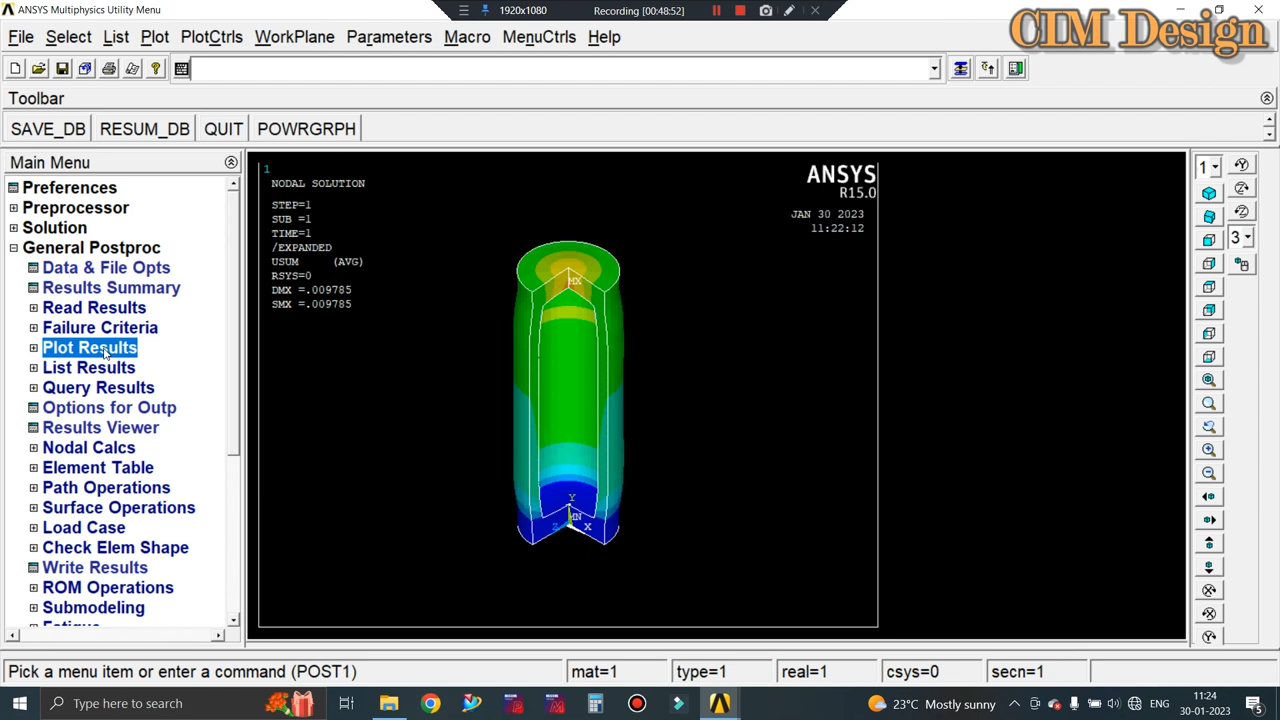 ANSYS Multiphysics Utility Menu
1920x1080
Recording [00:48:52]
CIM Design
File Select List Plot PlotCtrls WorkPlane Parameters Macro MenuCtrls Help
Toolbar
SAVE_DB RESUM_DB QUIT POWRGRPH
Main Menu
Preferences
Preprocessor
Solution
General Postproc
Data & File Opts
Results Summary
Read Results
Failure Criteria
Plot Results
List Results
Query Results
Options for Outp
Results Viewer
Nodal Calcs
Element Table
Path Operations
Surface Operations
Load Case
Check Elem Shape
Write Results
ROM Operations
Submodeling
Fatigue
1
NODAL SOLUTION
STEP=1
SUB =1
TIME=1
/EXPANDED
USUM (AVG)
RSYS=0
DMX =.009785
SMX =.009785
ANSYS
R15.0
JAN 30 2023
11:22:12
MX
Y
MN
Z X
1
3
Pick a menu item or enter a command (POST1)
mat=1
type=1
real=1
csys=0
secn=1
Type here to search
23°C Mostly sunny
ENG
11:24
30-01-2023
5